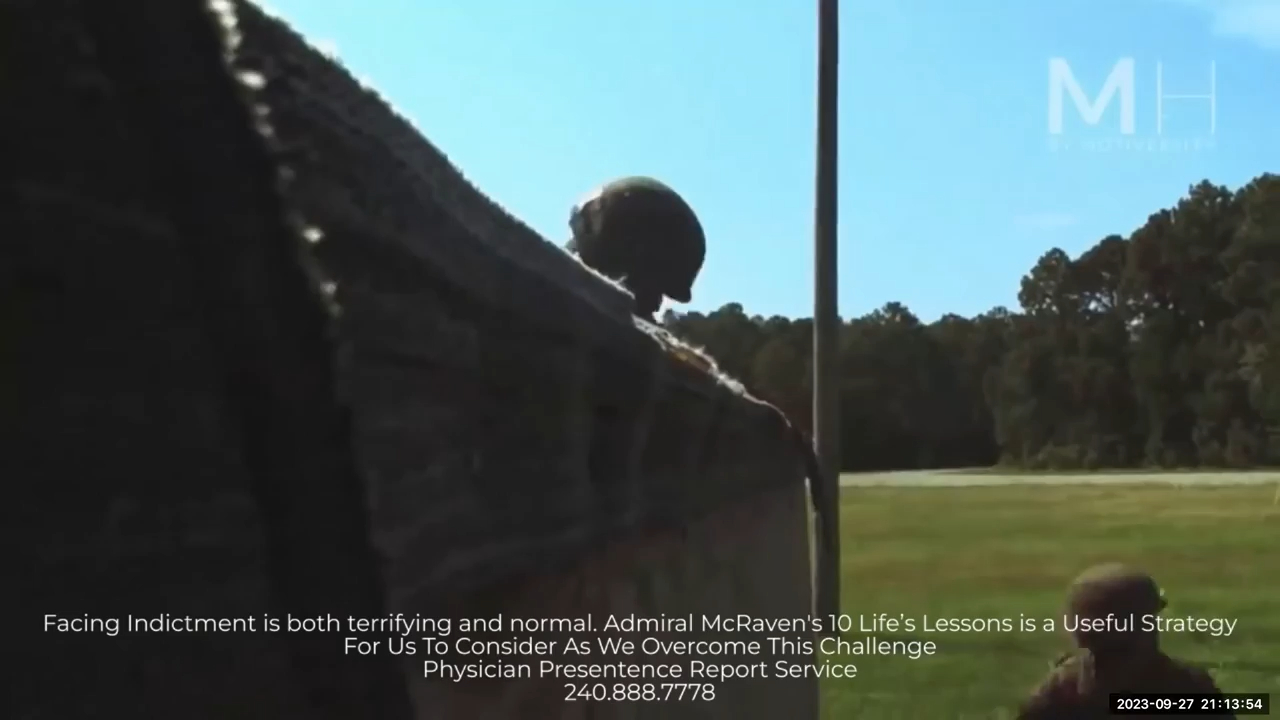 MH
Facing Indictment is both terrifying and normal. Admiral McRaven's 10 Life's Lessons is a Useful Strategy
For Us To Consider As We Overcome This Challenge
Physician Presentence Report Service
240.888.7778
2023-09-27 21:13:54